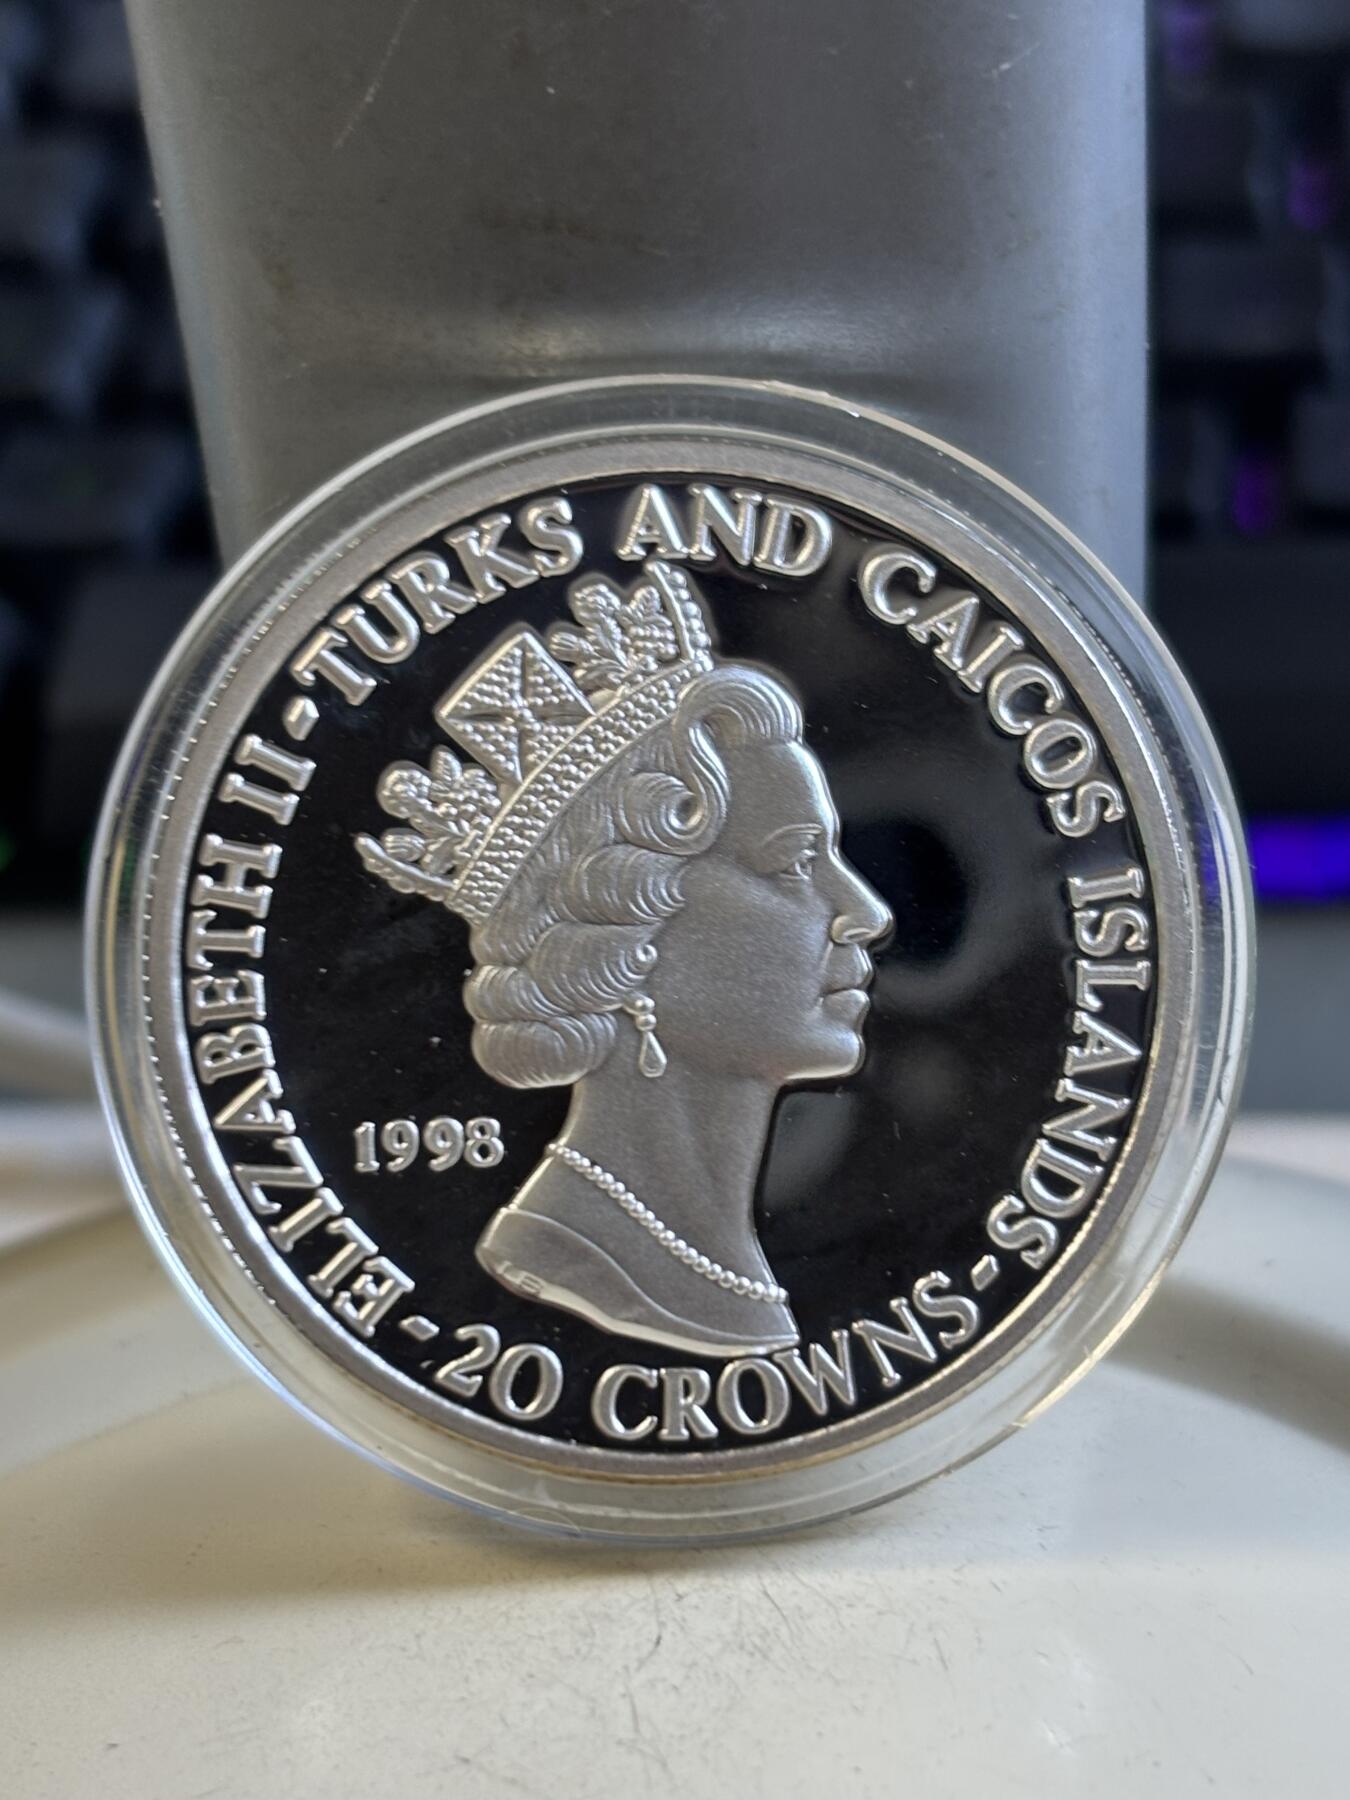 ELIZABETH II - TURKS AND CAICOS ISLANDS - 20 CROWNS -
1998